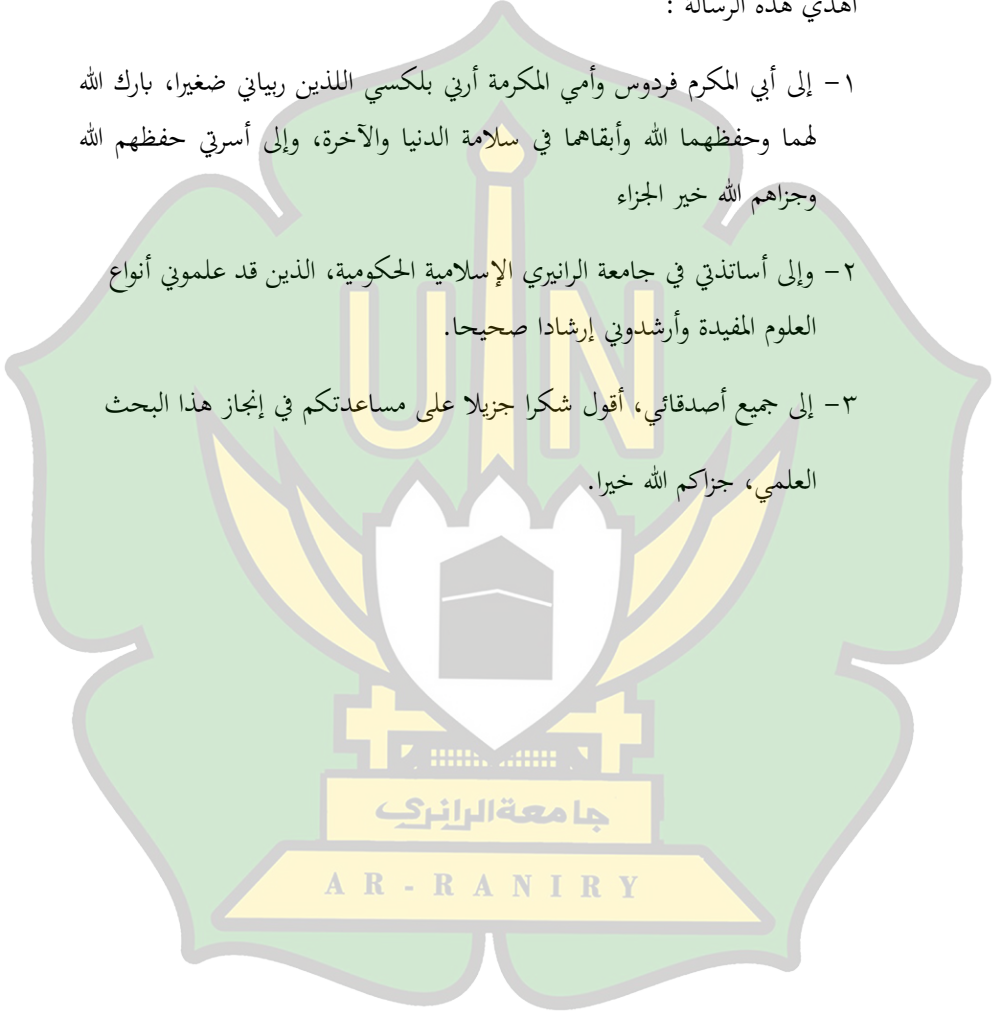 أهدي هذه الرسالة :
١- إلى أبي المكرم فردوس وأمي المكرمة أرني بلكسي اللذين ربياني ضغيرا، بارك الله
لهما وحفظهما الله وأبقاهما في سلامة الدنيا والآخرة، وإلى أسرتي حفظهم الله
وجزاهم الله خير الجزاء
٢- وإلى أساتذتي في جامعة الرانيري الإسلامية الحكومية، الذين قد علموني أنواع
العلوم المفيدة وأرشدوني إرشادا صحيحا.
٣- إلى جميع أصدقائي، أقول شكرا جزيلا على مساعدتكم في إنجاز هذا البحث
العلمي، جزاكم الله خيرا.
UIN
جامعةالرانري
AR-RANIRY